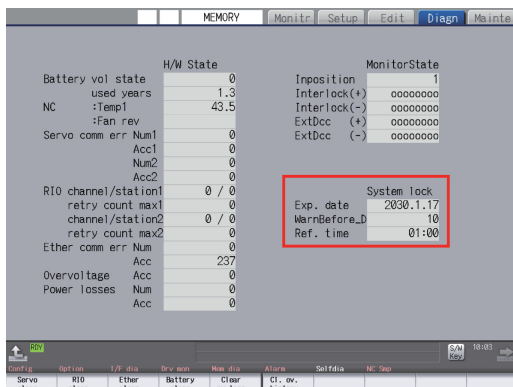 MEMORY Monitr Setup Edit Diagn Mainte
H/W State MonitorState
Battery vol state 0 Inposition 1
used years 1.3 Interlock(+) oooooooo
NC :Temp1 43.5 Interlock(-) oooooooo
:Fan rev ExtDcc (+) oooooooo
Servo comm err Num1 0 ExtDcc (-) oooooooo
Acc1 0
Num2 0
Acc2 0
RIO channel/station1 0 / 0 System lock
retry count max1 0 Exp. date 2030.1.17
channel/station2 0 / 0 WarnBefore_D 10
retry count max2 0 Ref. time 01:00
Ether comm err Num 0
Acc 237
Overvoltage Acc 0
Power losses Num 0
Acc 0
RDY S/W Key 10:03
Config Option I/F dia Drv mon Mem dia Alarm Selfdia NC Smp
Servo RIO Ether Battery Clear Cl. ov.